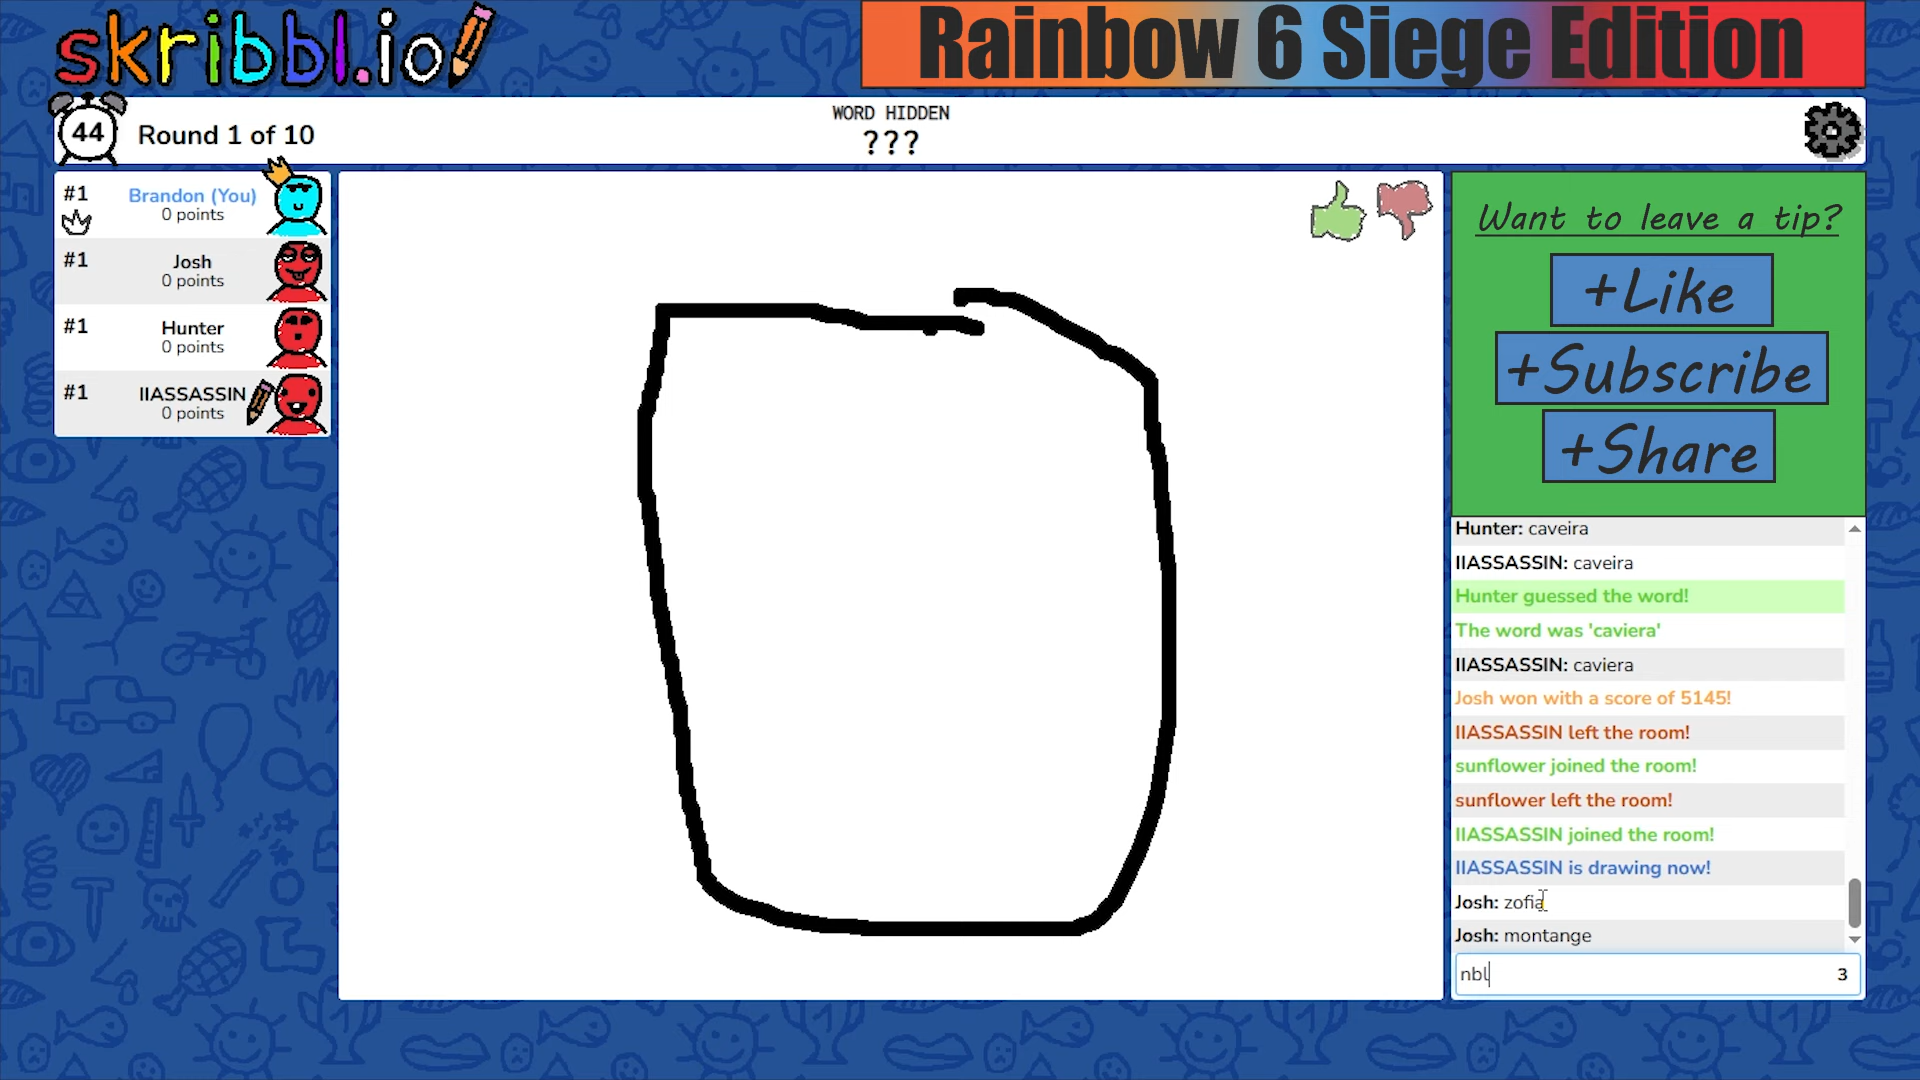 skribbl.io
Rainbow 6 Siege Edition
44
Round 1 of 10
WORD HIDDEN
???
#1
Brandon (You)
0 points
#1
Josh
0 points
#1
Hunter
0 points
#1
IIASSASSIN
0 points
Want to leave a tip?
+Like
+Subscribe
+Share
Hunter: caveira
IIASSASSIN: caveira
Hunter guessed the word!
The word was 'caviera'
IIASSASSIN: caviera
Josh won with a score of 5145!
IIASSASSIN left the room!
sunflower joined the room!
sunflower left the room!
IIASSASSIN joined the room!
IIASSASSIN is drawing now!
Josh: zofia
Josh: montange
nbl 3